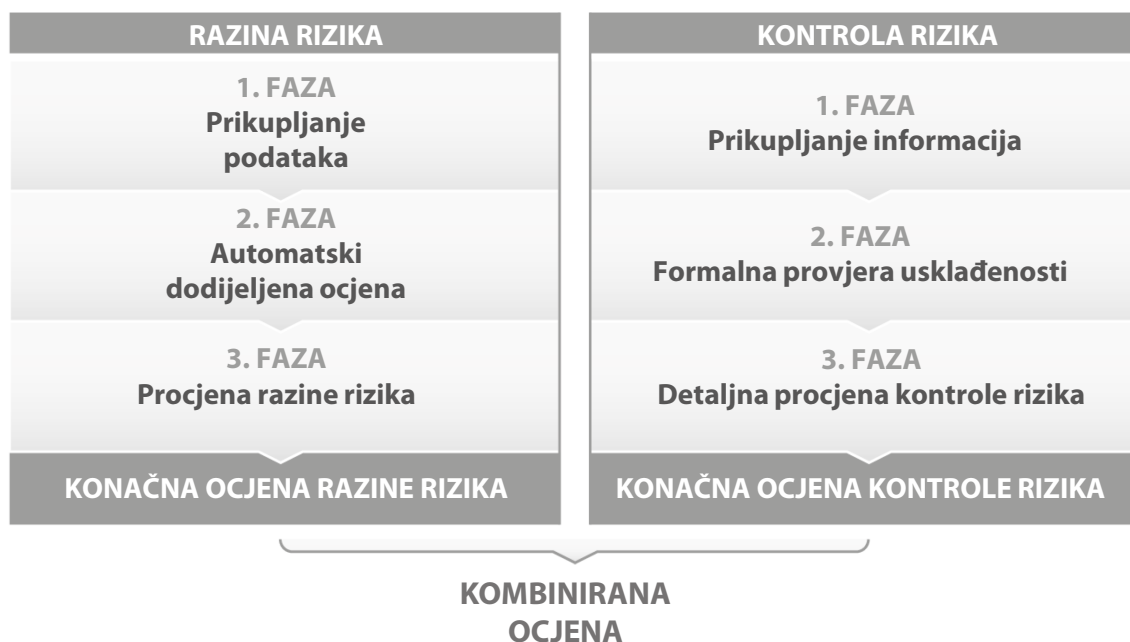 RAZINA RIZIKA
1. FAZA
Prikupljanje
podataka
2. FAZA
Automatski
dodijeljena ocjena
3. FAZA
Procjena razine rizika
KONAČNA OCJENA RAZINE RIZIKA
KONTROLA RIZIKA
1. FAZA
Prikupljanje informacija
2. FAZA
Formalna provjera usklađenosti
3. FAZA
Detaljna procjena kontrole rizika
KONAČNA OCJENA KONTROLE RIZIKA
KOMBINIRANA
OCJENA